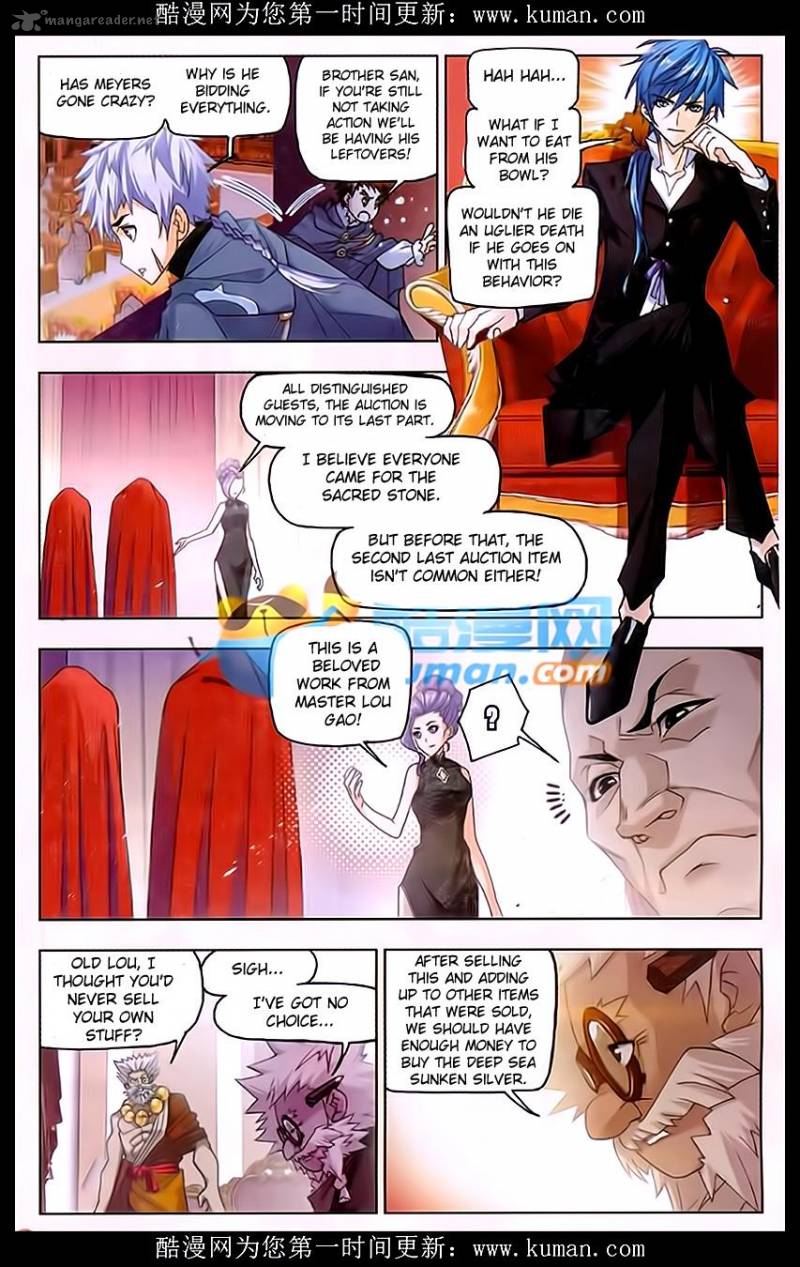 酷漫网为您第一时间更新：www.kuman.com
mangareader.net
HAS MEYERS
GONE CRAZY?
WHY IS HE
BIDDING
EVERYTHING.
BROTHER SAN,
IF YOU'RE STILL
NOT TAKING
ACTION WE'LL
BE HAVING HIS
LEFTOVERS!
HAH HAH...
WHAT IF I
WANT TO EAT
FROM HIS
BOWL?
WOULDN'T HE DIE
AN UGLIER DEATH
IF HE GOES ON
WITH THIS
BEHAVIOR?
ALL DISTINGUISHED
GUESTS, THE AUCTION IS
MOVING TO ITS LAST PART.
I BELIEVE EVERYONE
CAME FOR THE
SACRED STONE.
BUT BEFORE THAT, THE
SECOND LAST AUCTION ITEM
ISN'T COMMON EITHER!
酷漫网
uman.com
THIS IS A
BELOVED
WORK FROM
MASTER LOU
GAO!
?
OLD LOU, I
THOUGHT YOU'D
NEVER SELL
YOUR OWN
STUFF?
SIGH...
I'VE GOT NO
CHOICE...
AFTER SELLING
THIS AND ADDING
UP TO OTHER ITEMS
THAT WERE SOLD,
WE SHOULD HAVE
ENOUGH MONEY TO
BUY THE DEEP SEA
SUNKEN SILVER.
酷漫网为您第一时间更新：www.kuman.com